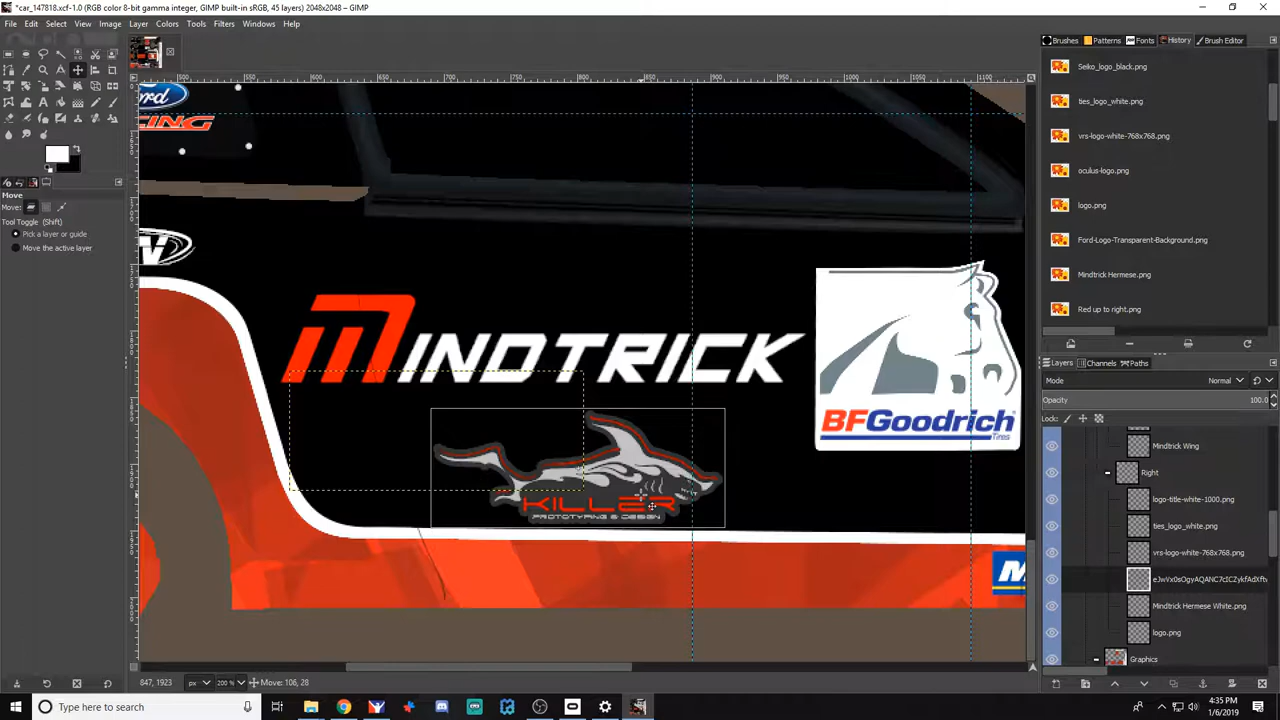 *car_147818.xcf-1.0 (RGB color 8-bit gamma integer, GIMP built-in sRGB, 45 layers) 2048x2048 – GIMP
File Edit Select View Image Layer Colors Tools Filters Windows Help
Brushes Patterns Fonts History Brush Editor
Seiko_logo_black.png
ties_logo_white.png
vrs-logo-white-768x768.png
oculus-logo.png
logo.png
Ford-Logo-Transparent-Background.png
Mindtrick Hermese.png
Red up to right.png
Move
Move:
Tool Toggle (Shift)
Pick a layer or guide
Move the active layer
Ford
CING
N
MINDTRICK
BFGoodrich
Tires
KILLER
PROTOTYPING & DESIGN
M
Layers Channels Paths
Mode Normal
Opacity 100.0
Lock:
Mindtrick Wing
Right
logo-title-white-1000.png
ties_logo_white.png
vrs-logo-white-768x768.png
Mindtrick Hermese White.png
logo.png
Graphics
847, 1923 px 200 % Move: 106, 28
Type here to search
4:35 PM
1/6/2019